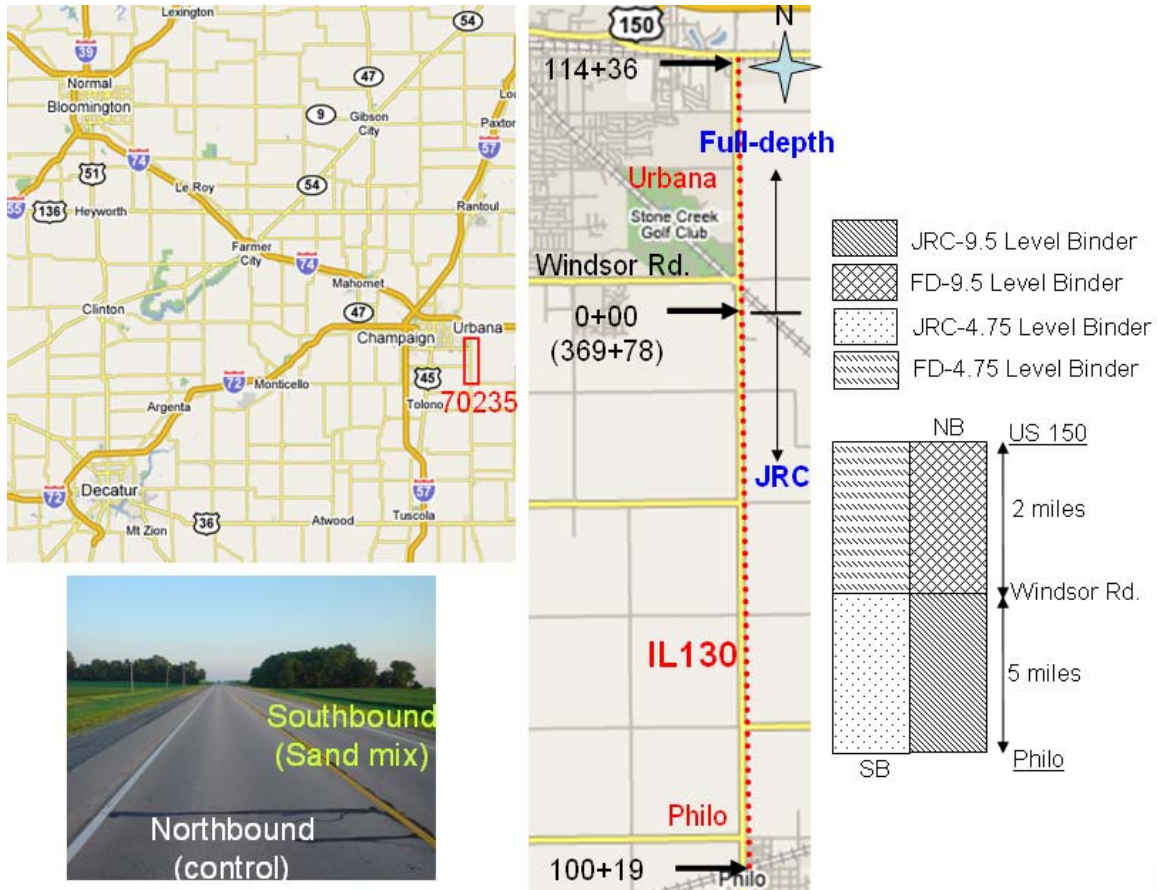 Lexington
39
Normal
Bloomington
47
9
Gibson
City
Loc
Paxton
74
57
51
54
Le Roy
55
136
Heyworth
Rantoul
Farmer
City
74
Mahomet
Clinton
47
Urbana
Champaign
72
45
Monticello
Tolono
70235
Argenta
Decatur
72
57
36
Atwood
Tuscola
Mt Zion
Southbound
(Sand mix)
Northbound
(control)
150
N
114+36
Full-depth
Urbana
Stone Creek
Golf Club
Windsor Rd.
0+00
(369+78)
JRC
IL130
Philo
100+19
Philo
JRC-9.5 Level Binder
FD-9.5 Level Binder
JRC-4.75 Level Binder
FD-4.75 Level Binder
NB
US 150
2 miles
Windsor Rd.
5 miles
Philo
SB